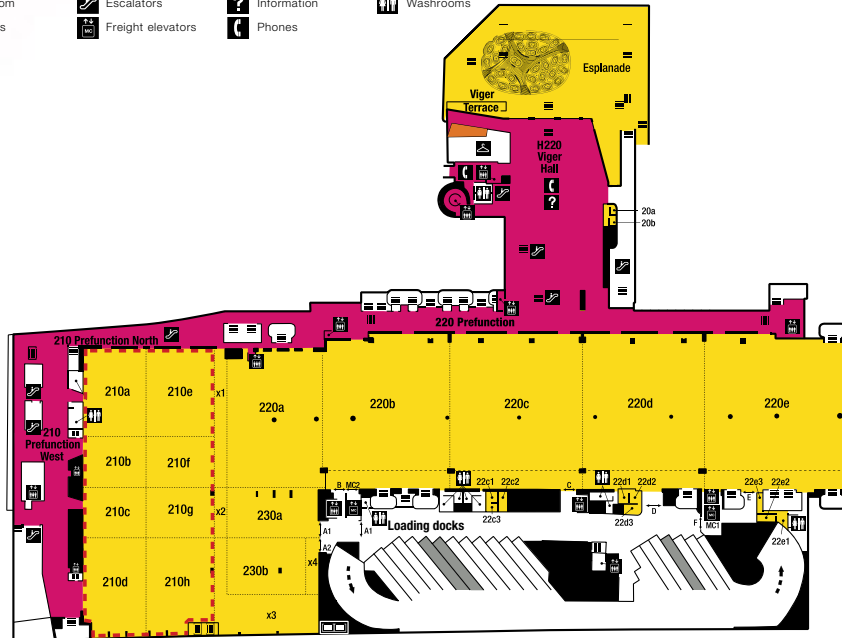 om
Escalators
?
Information
Washrooms
s
MC
Freight elevators
Phones
Esplanade
Viger
Terrace
H220
Viger
Hall
?
20a
20b
220 Prefunction
210 Prefunction North
210
Prefunction
West
210a
210e
x1
220a
220b
220c
220d
220e
210b
210f
210c
210g
x2
230a
B
MC2
22c1
22c2
22c3
C
22d1
22d2
22d3
D
E
22e3
22e2
22e1
F
MC
MC1
MC
A1
A1
A2
Loading docks
210d
210h
230b
x4
x3